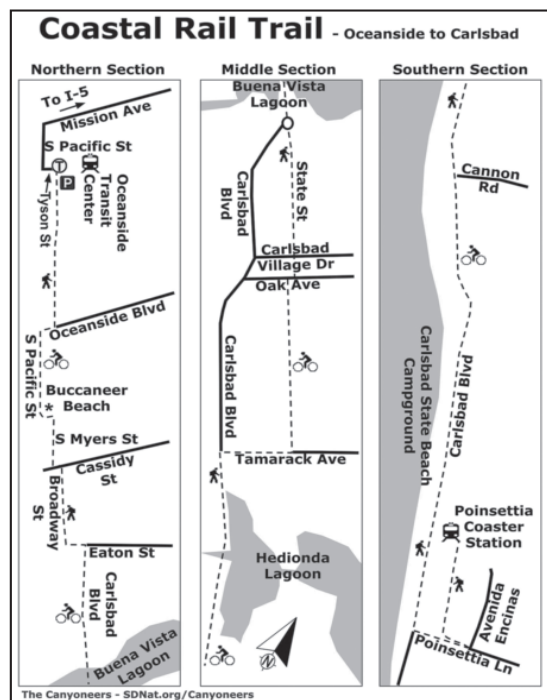 Coastal Rail Trail - Oceanside to Carlsbad
Northern Section
To I-5
Mission Ave
S Pacific St
T
P
Oceanside
Transit
Center
Tyson St
Oceanside Blvd
S Pacific St
Buccaneer
* Beach
S Myers St
Cassidy
St
Broadway
St
Eaton St
Carlsbad
Blvd
Buena Vista
Lagoon
Middle Section
Buena Vista
Lagoon
Carlsbad
Blvd
State St
Carlsbad
Village Dr
Oak Ave
Carlsbad Blvd
Tamarack Ave
Hedionda
Lagoon
N
Southern Section
Cannon
Rd
Carlsbad State Beach
Campground
Carlsbad Blvd
Poinsettia
Coaster
Station
Avenida
Encinas
Poinsettia Ln
The Canyoneers - SDNat.org/Canyoneers